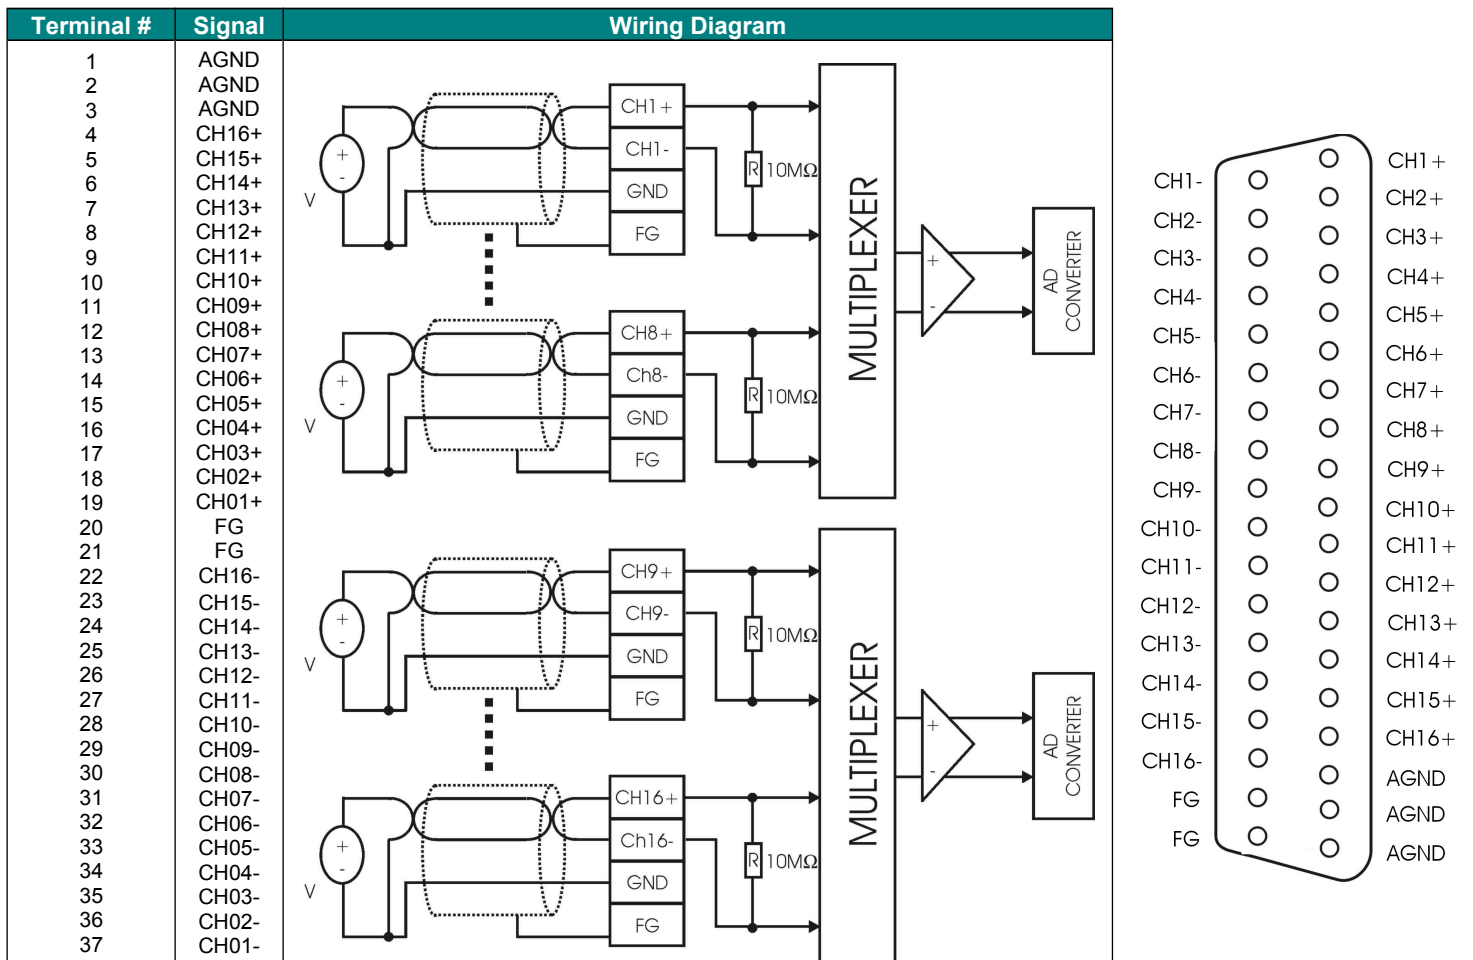 Terminal # Signal Wiring Diagram
1 AGND
2 AGND
3 AGND
4 CH16+
5 CH15+
6 CH14+
7 CH13+
8 CH12+
9 CH11+
10 CH10+
11 CH09+
12 CH08+
13 CH07+
14 CH06+
15 CH05+
16 CH04+
17 CH03+
18 CH02+
19 CH01+
20 FG
21 FG
22 CH16-
23 CH15-
24 CH14-
25 CH13-
26 CH12-
27 CH11-
28 CH10-
29 CH09-
30 CH08-
31 CH07-
32 CH06-
33 CH05-
34 CH04-
35 CH03-
36 CH02-
37 CH01-
+
-
V
CH1+
CH1-
GND
FG
R 10MΩ
+
-
V
CH8+
Ch8-
GND
FG
R 10MΩ
MULTIPLEXER
+
-
AD
CONVERTER
+
-
V
CH9+
CH9-
GND
FG
R 10MΩ
+
-
V
CH16+
Ch16-
GND
FG
R 10MΩ
MULTIPLEXER
+
-
AD
CONVERTER
CH1-
CH2-
CH3-
CH4-
CH5-
CH6-
CH7-
CH8-
CH9-
CH10-
CH11-
CH12-
CH13-
CH14-
CH15-
CH16-
FG
FG
CH1+
CH2+
CH3+
CH4+
CH5+
CH6+
CH7+
CH8+
CH9+
CH10+
CH11+
CH12+
CH13+
CH14+
CH15+
CH16+
AGND
AGND
AGND